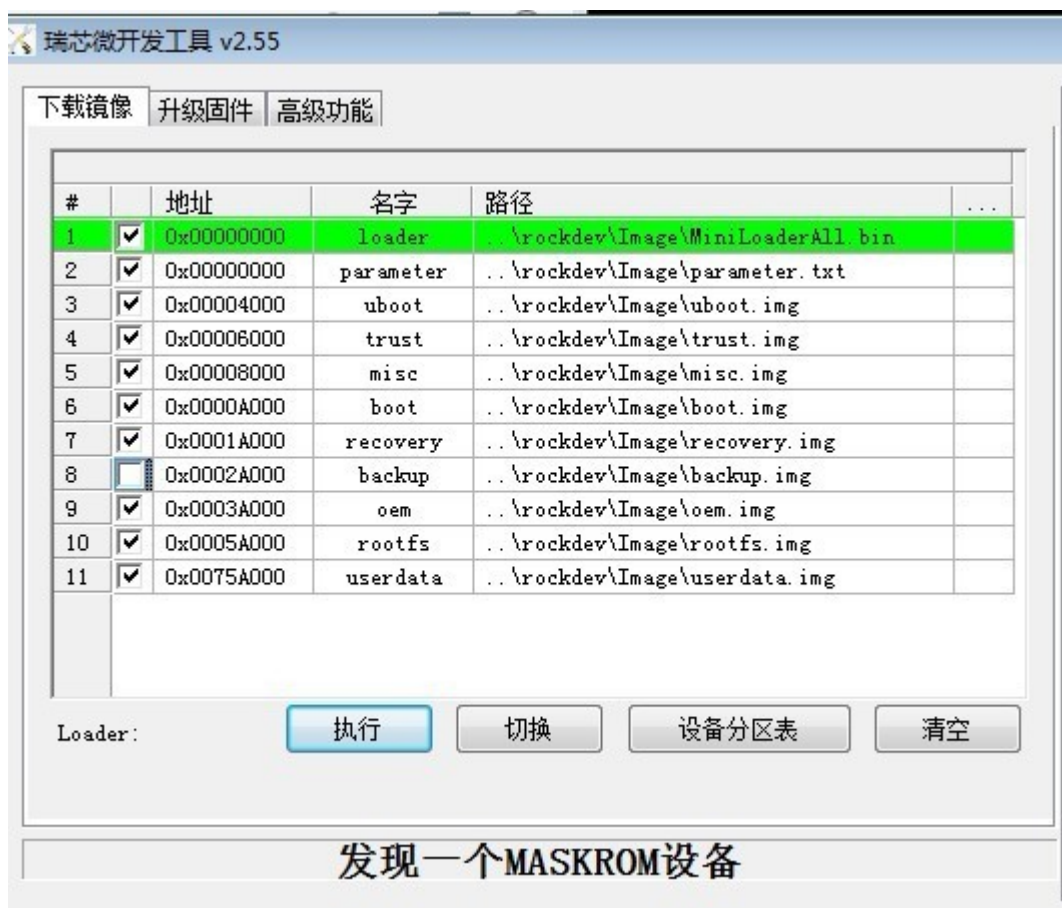 瑞芯微开发工具 v2.55
下载镜像 升级固件 高级功能
# 地址 名字 路径 ...
1 0x00000000 loader ..\rockdev\Image\MiniLoaderAll.bin
2 0x00000000 parameter ..\rockdev\Image\parameter.txt
3 0x00004000 uboot ..\rockdev\Image\uboot.img
4 0x00006000 trust ..\rockdev\Image\trust.img
5 0x00008000 misc ..\rockdev\Image\misc.img
6 0x0000A000 boot ..\rockdev\Image\boot.img
7 0x0001A000 recovery ..\rockdev\Image\recovery.img
8 0x0002A000 backup ..\rockdev\Image\backup.img
9 0x0003A000 oem ..\rockdev\Image\oem.img
10 0x0005A000 rootfs ..\rockdev\Image\rootfs.img
11 0x0075A000 userdata ..\rockdev\Image\userdata.img
Loader: 执行 切换 设备分区表 清空
发现一个MASKROM设备